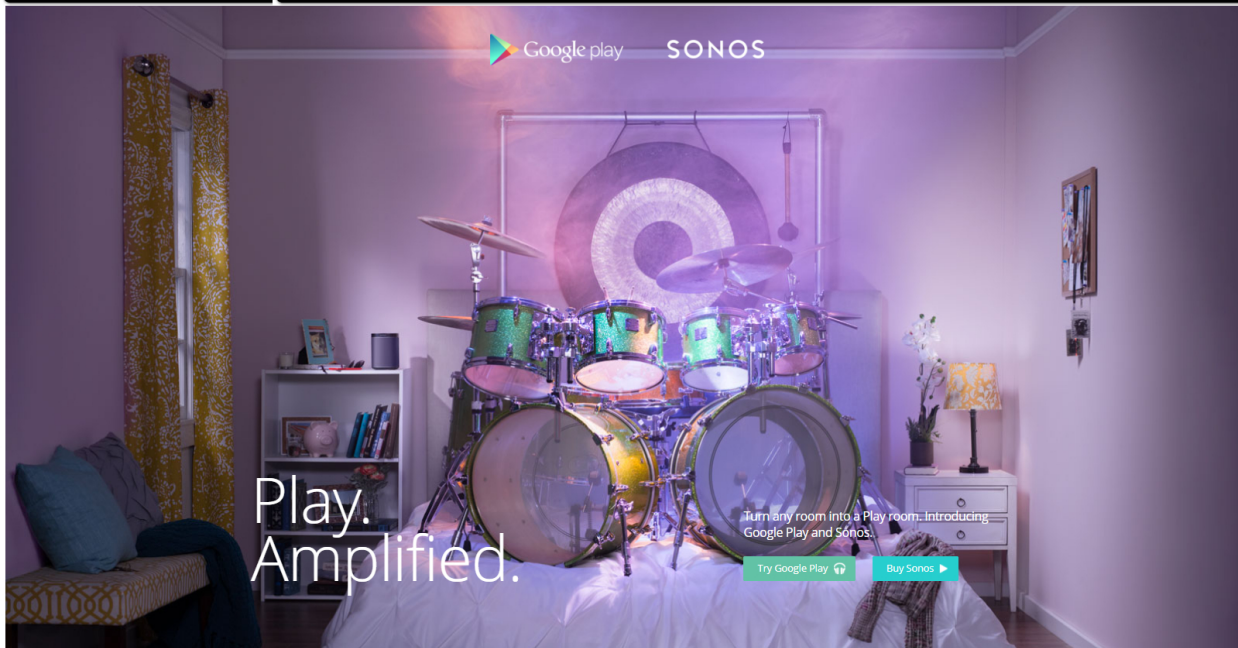 Google play SONOS
Play.
Amplified.
Turn any room into a Play room. Introducing
Google Play and Sonos.
Try Google Play
Buy Sonos